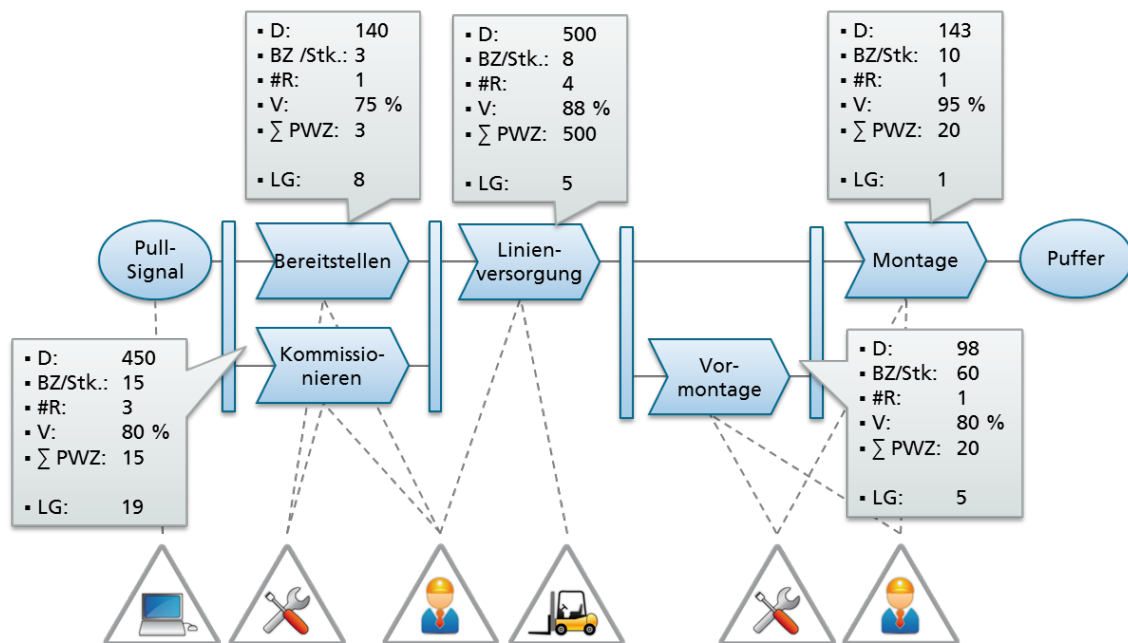 ▪ D: 140
▪ BZ /Stk.: 3
▪ #R: 1
▪ V: 75 %
▪ ∑ PWZ: 3
▪ LG: 8
▪ D: 500
▪ BZ/Stk.: 8
▪ #R: 4
▪ V: 88 %
▪ ∑ PWZ: 500
▪ LG: 5
▪ D: 143
▪ BZ/Stk: 10
▪ #R: 1
▪ V: 95 %
▪ ∑ PWZ: 20
▪ LG: 1
Pull-
Signal
Bereitstellen
Linien-
versorgung
Montage
Puffer
Kommissio-
nieren
Vor-
montage
▪ D: 450
▪ BZ/Stk.: 15
▪ #R: 3
▪ V: 80 %
▪ ∑ PWZ: 15
▪ LG: 19
▪ D: 98
▪ BZ/Stk: 60
▪ #R: 1
▪ V: 80 %
▪ ∑ PWZ: 20
▪ LG: 5